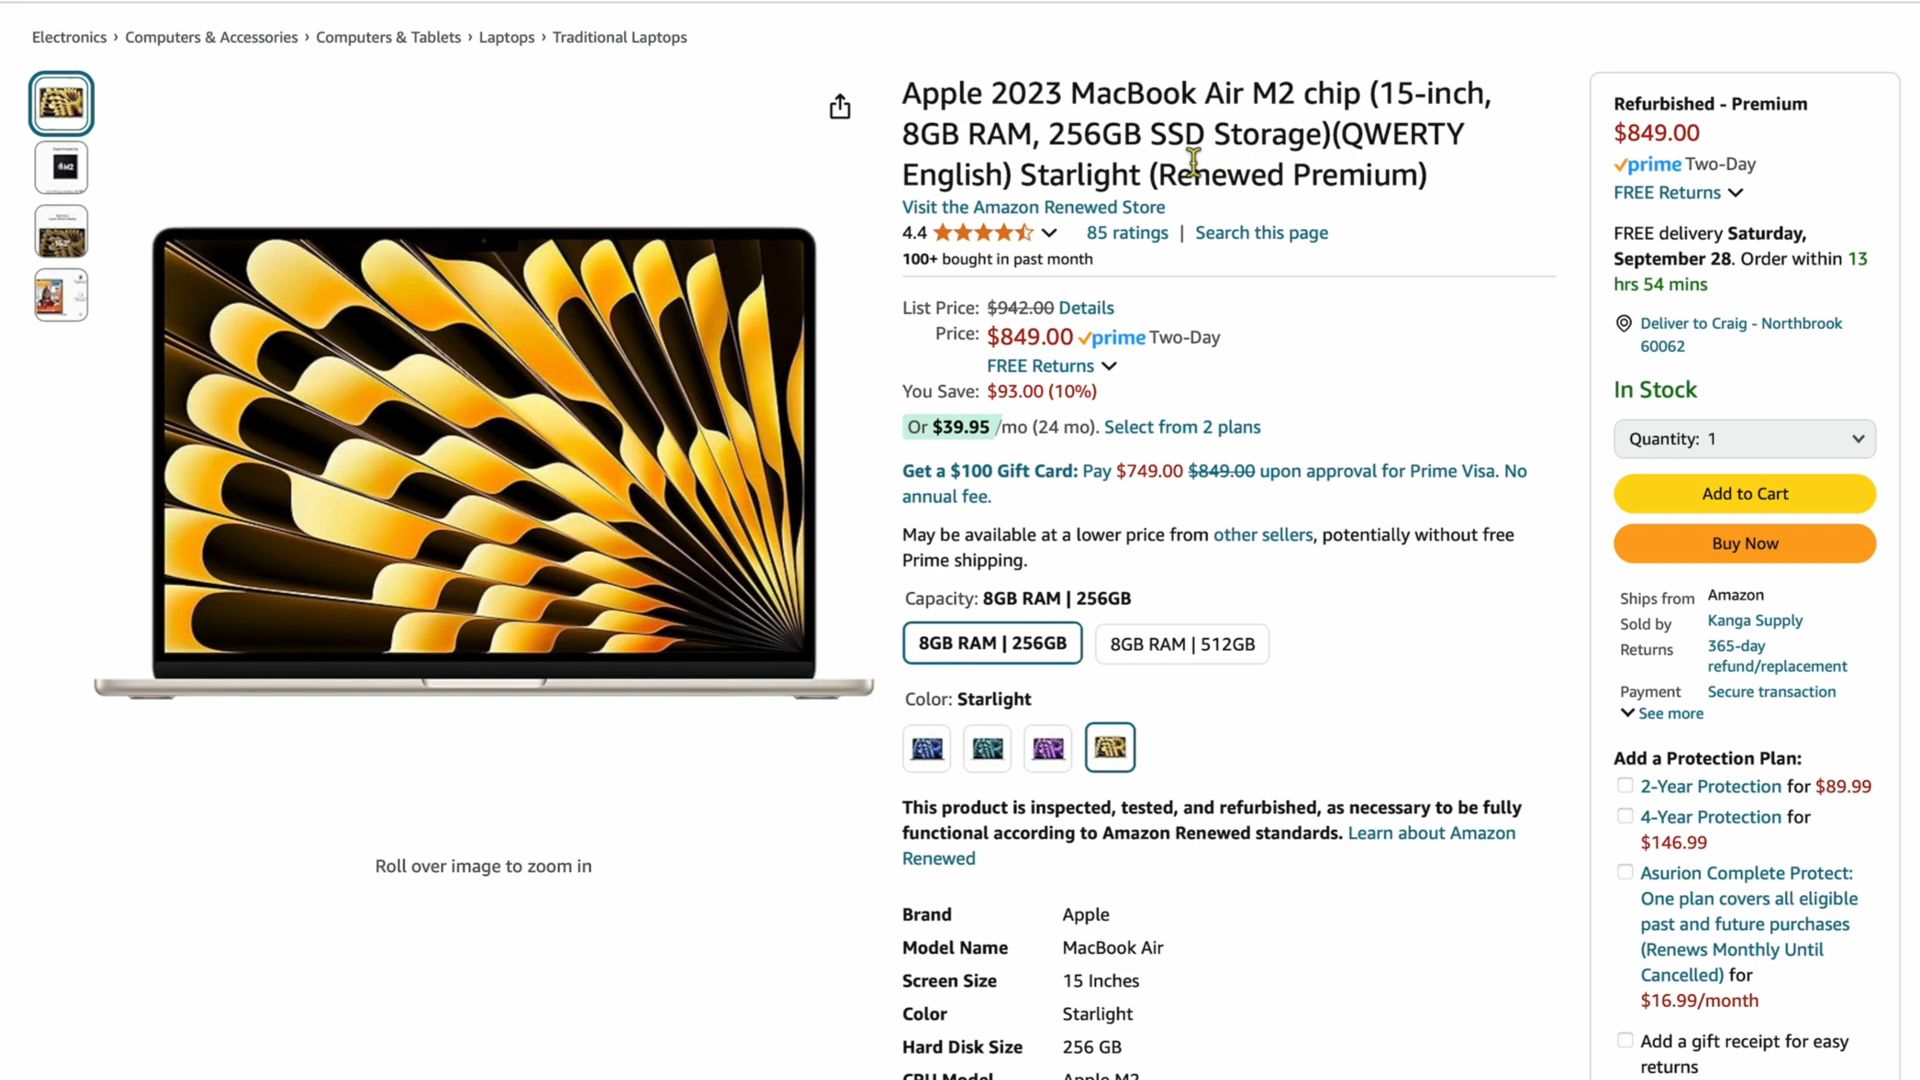 Electronics › Computers & Accessories › Computers & Tablets › Laptops › Traditional Laptops
Apple 2023 MacBook Air M2 chip (15-inch,
8GB RAM, 256GB SSD Storage)(QWERTY
English) Starlight (Renewed Premium)
Visit the Amazon Renewed Store
4.4 85 ratings | Search this page
100+ bought in past month
List Price: $942.00 Details
Price: $849.00 prime Two-Day
FREE Returns
You Save: $93.00 (10%)
Or $39.95 /mo (24 mo). Select from 2 plans
Get a $100 Gift Card: Pay $749.00 $849.00 upon approval for Prime Visa. No
annual fee.
May be available at a lower price from other sellers, potentially without free
Prime shipping.
Capacity: 8GB RAM | 256GB
8GB RAM | 256GB 8GB RAM | 512GB
Color: Starlight
This product is inspected, tested, and refurbished, as necessary to be fully
functional according to Amazon Renewed standards. Learn about Amazon
Renewed
Brand Apple
Model Name MacBook Air
Screen Size 15 Inches
Color Starlight
Hard Disk Size 256 GB
CPU Model Apple M2
Roll over image to zoom in
Refurbished - Premium
$849.00
prime Two-Day
FREE Returns
FREE delivery Saturday,
September 28. Order within 13
hrs 54 mins
Deliver to Craig - Northbrook
60062
In Stock
Quantity: 1
Add to Cart
Buy Now
Ships from Amazon
Sold by Kanga Supply
Returns 365-day
refund/replacement
Payment Secure transaction
See more
Add a Protection Plan:
2-Year Protection for $89.99
4-Year Protection for
$146.99
Asurion Complete Protect:
One plan covers all eligible
past and future purchases
(Renews Monthly Until
Cancelled) for
$16.99/month
Add a gift receipt for easy
returns